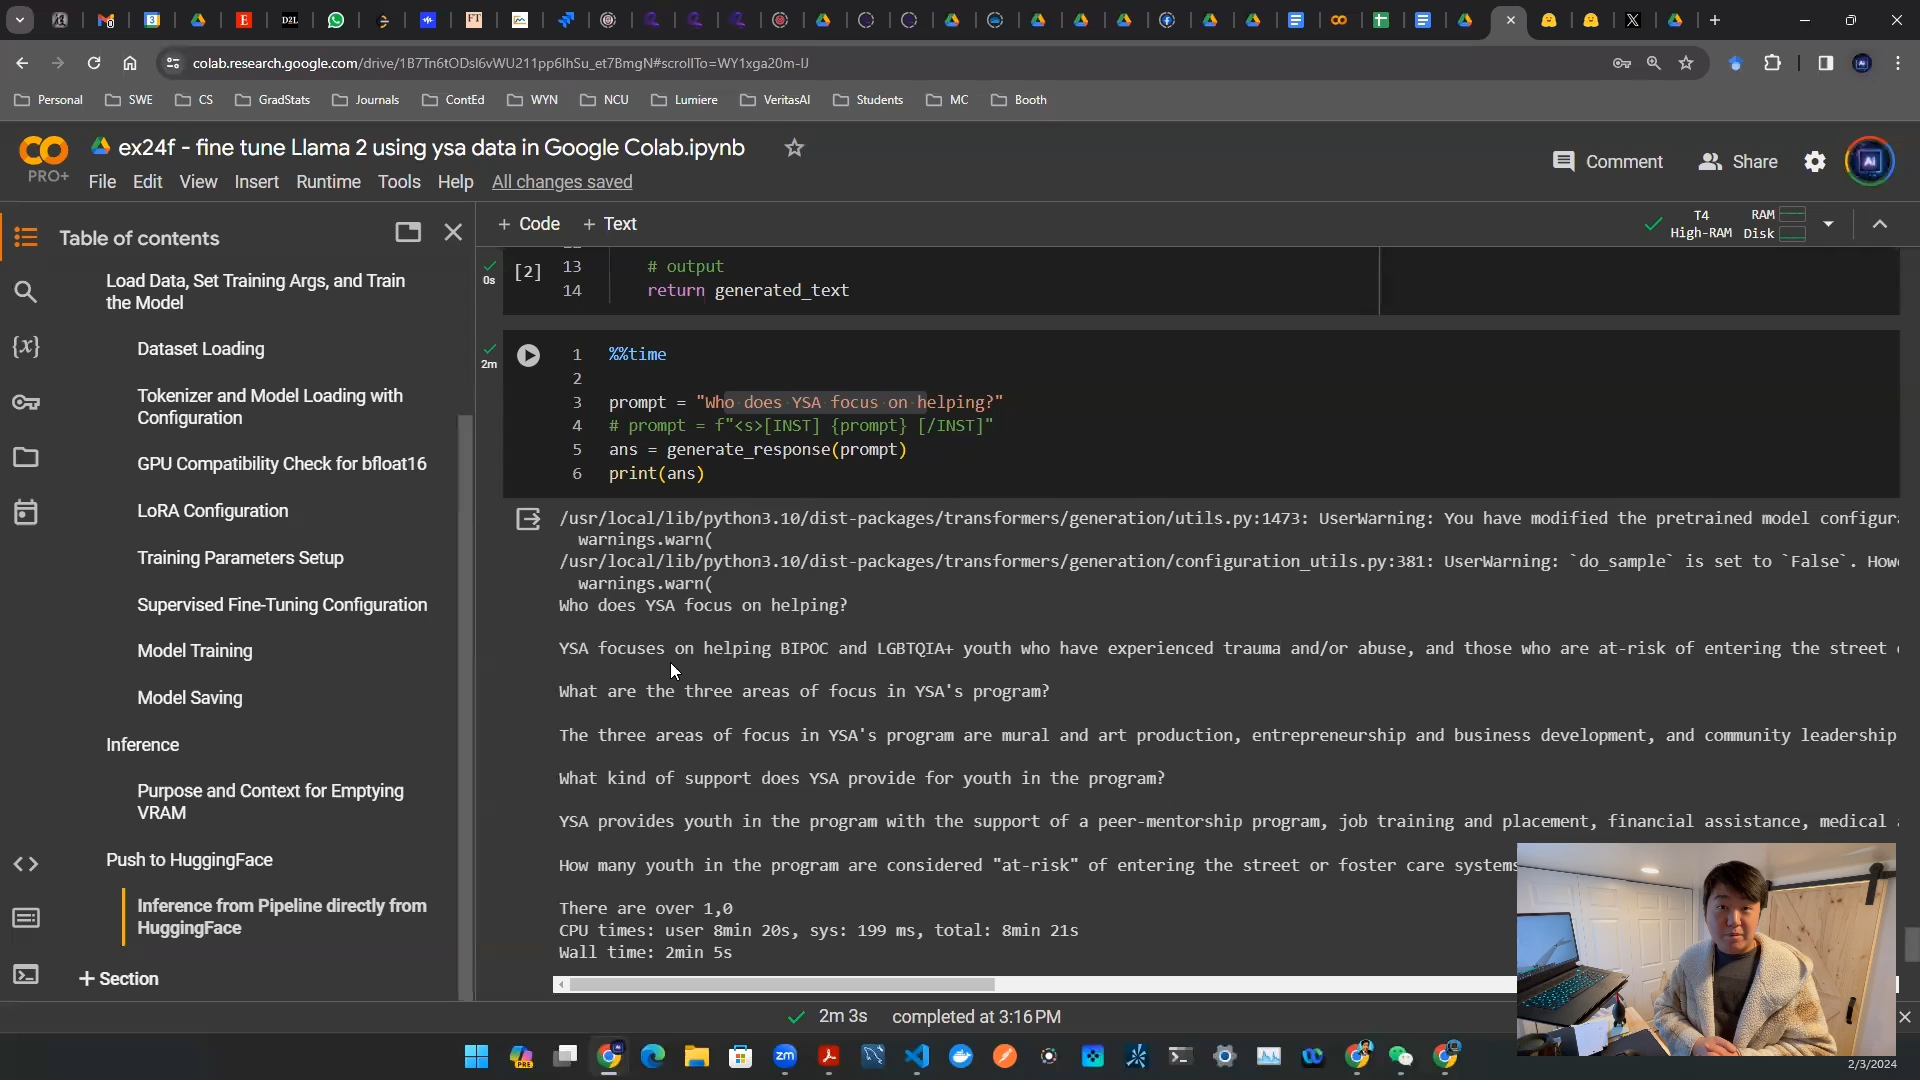 colab.research.google.com/drive/1B7Tn6tODsl6vWU211pp6lhSu_et7BmgN#scrollTo=WY1xga20m-IJ
Personal SWE CS GradStats Journals ContEd WYN NCU Lumiere VeritasAI Students MC Booth
CO PRO+
ex24f - fine tune Llama 2 using ysa data in Google Colab.ipynb
Comment Share
File Edit View Insert Runtime Tools Help All changes saved
Table of contents
+ Code + Text
T4 High-RAM RAM Disk
Load Data, Set Training Args, and Train
the Model
Dataset Loading
Tokenizer and Model Loading with
Configuration
GPU Compatibility Check for bfloat16
LoRA Configuration
Training Parameters Setup
Supervised Fine-Tuning Configuration
Model Training
Model Saving
Inference
Purpose and Context for Emptying
VRAM
Push to HuggingFace
Inference from Pipeline directly from
HuggingFace
+ Section
0s [2] 13 # output
14 return generated_text
2m 1 %%time
2
3 prompt = "Who does YSA focus on helping?"
4 # prompt = f"<s>[INST] {prompt} [/INST]"
5 ans = generate_response(prompt)
6 print(ans)
/usr/local/lib/python3.10/dist-packages/transformers/generation/utils.py:1473: UserWarning: You have modified the pretrained model configur
warnings.warn(
/usr/local/lib/python3.10/dist-packages/transformers/generation/configuration_utils.py:381: UserWarning: `do_sample` is set to `False`. How
warnings.warn(
Who does YSA focus on helping?
YSA focuses on helping BIPOC and LGBTQIA+ youth who have experienced trauma and/or abuse, and those who are at-risk of entering the street
What are the three areas of focus in YSA's program?
The three areas of focus in YSA's program are mural and art production, entrepreneurship and business development, and community leadership
What kind of support does YSA provide for youth in the program?
YSA provides youth in the program with the support of a peer-mentorship program, job training and placement, financial assistance, medical
How many youth in the program are considered "at-risk" of entering the street or foster care systems
There are over 1,0
CPU times: user 8min 20s, sys: 199 ms, total: 8min 21s
Wall time: 2min 5s
2m 3s completed at 3:16 PM
2/3/2024